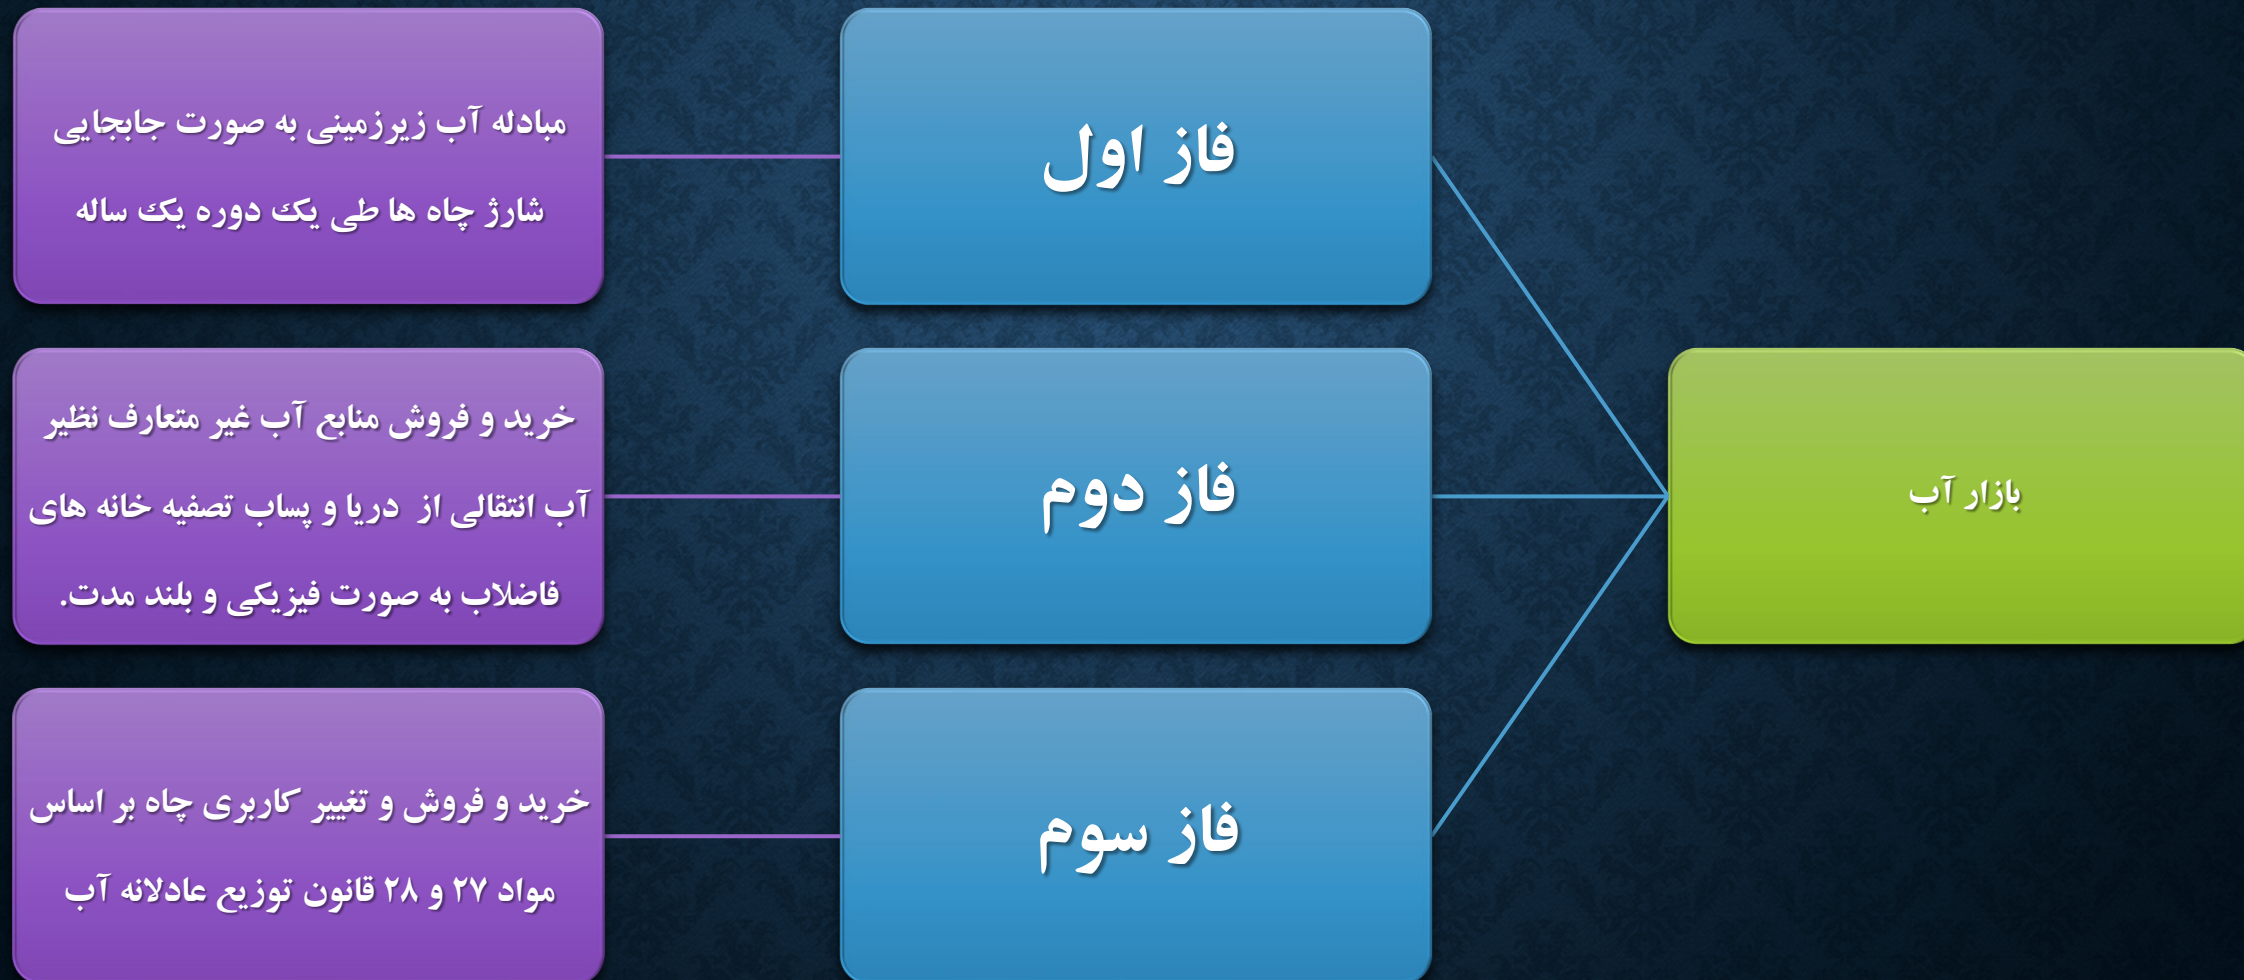 بازار آب
فاز اول
مبادله آب زیرزمینی به صورت جابجایی
شارژ چاه ها طی یک دوره یک ساله
فاز دوم
خرید و فروش منابع آب غیر متعارف نظیر
آب انتقالی از دریا و پساب تصفیه خانه های
فاضلاب به صورت فیزیکی و بلند مدت.
فاز سوم
خرید و فروش و تغییر کاربری چاه بر اساس
مواد ۲۷ و ۲۸ قانون توزیع عادلانه آب